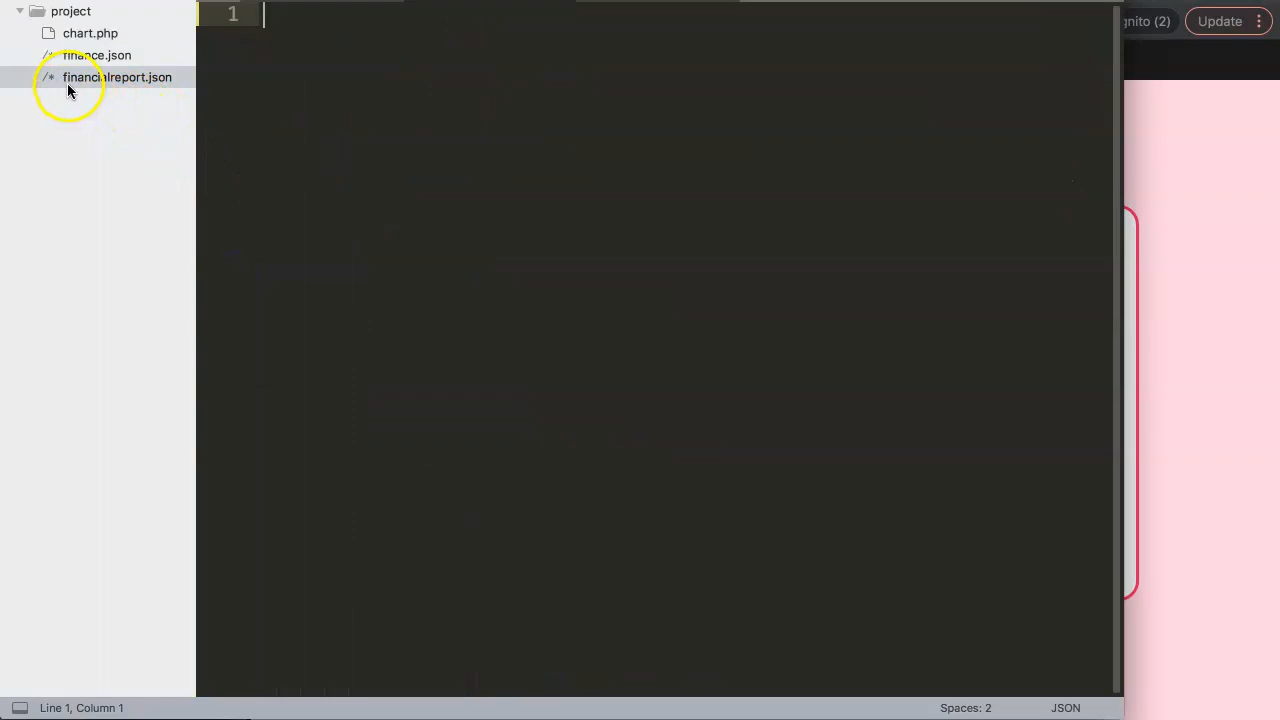 project
chart.php
/* finance.json
/* financialreport.json
1
gnito (2)
Update
Line 1, Column 1
Spaces: 2
JSON